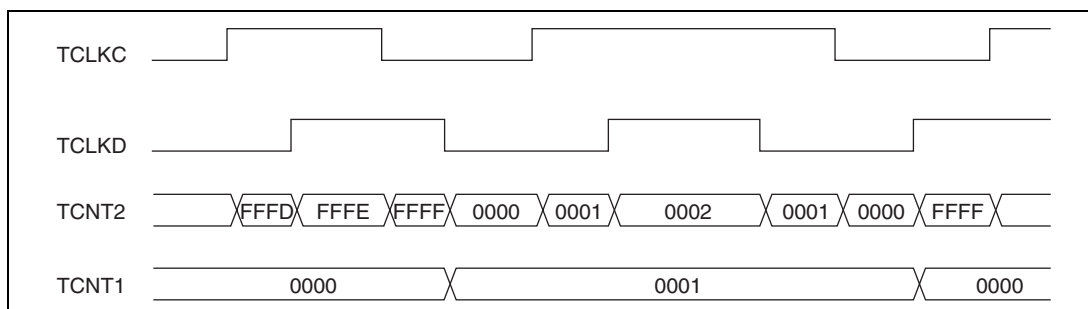 TCLKC
TCLKD
TCNT2 FFFD FFFE FFFF 0000 0001 0002 0001 0000 FFFF
TCNT1 0000 0001 0000